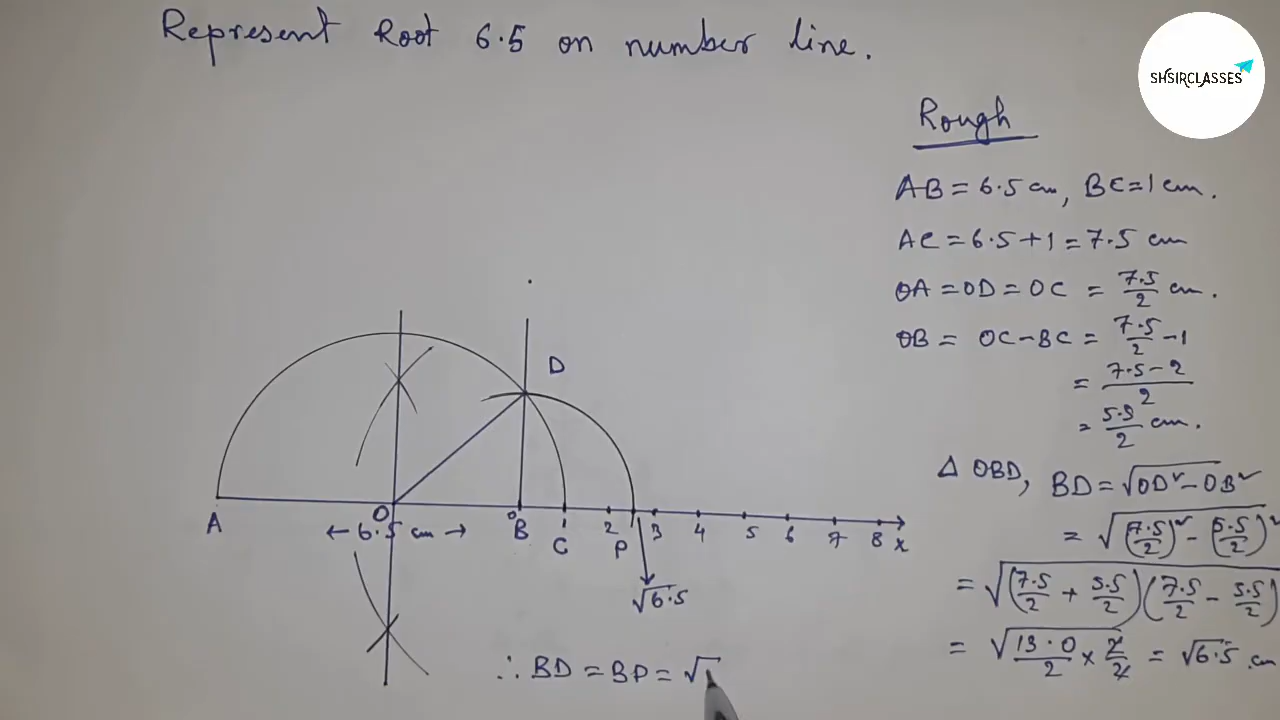 Represent Root 6.5 on number line.
SHSIRCLASSES
Rough
AB = 6.5 cm, BC = 1 cm.
AC = 6.5 + 1 = 7.5 cm
OA = OD = OC = 7.5/2 cm.
OB = OC - BC = 7.5/2 - 1
= 7.5 - 2/2
= 5.5/2 cm.
Δ OBD, BD = √OD² - OB²
= √(7.5/2)² - (5.5/2)²
= √(7.5/2 + 5.5/2)(7.5/2 - 5.5/2)
= √13.0/2 × 2/2 = √6.5 cm
D
A O ← 6.5 cm → 0 B 1 C 2 P 3 4 5 6 7 8 x
√6.5
∴ BD = BP = √